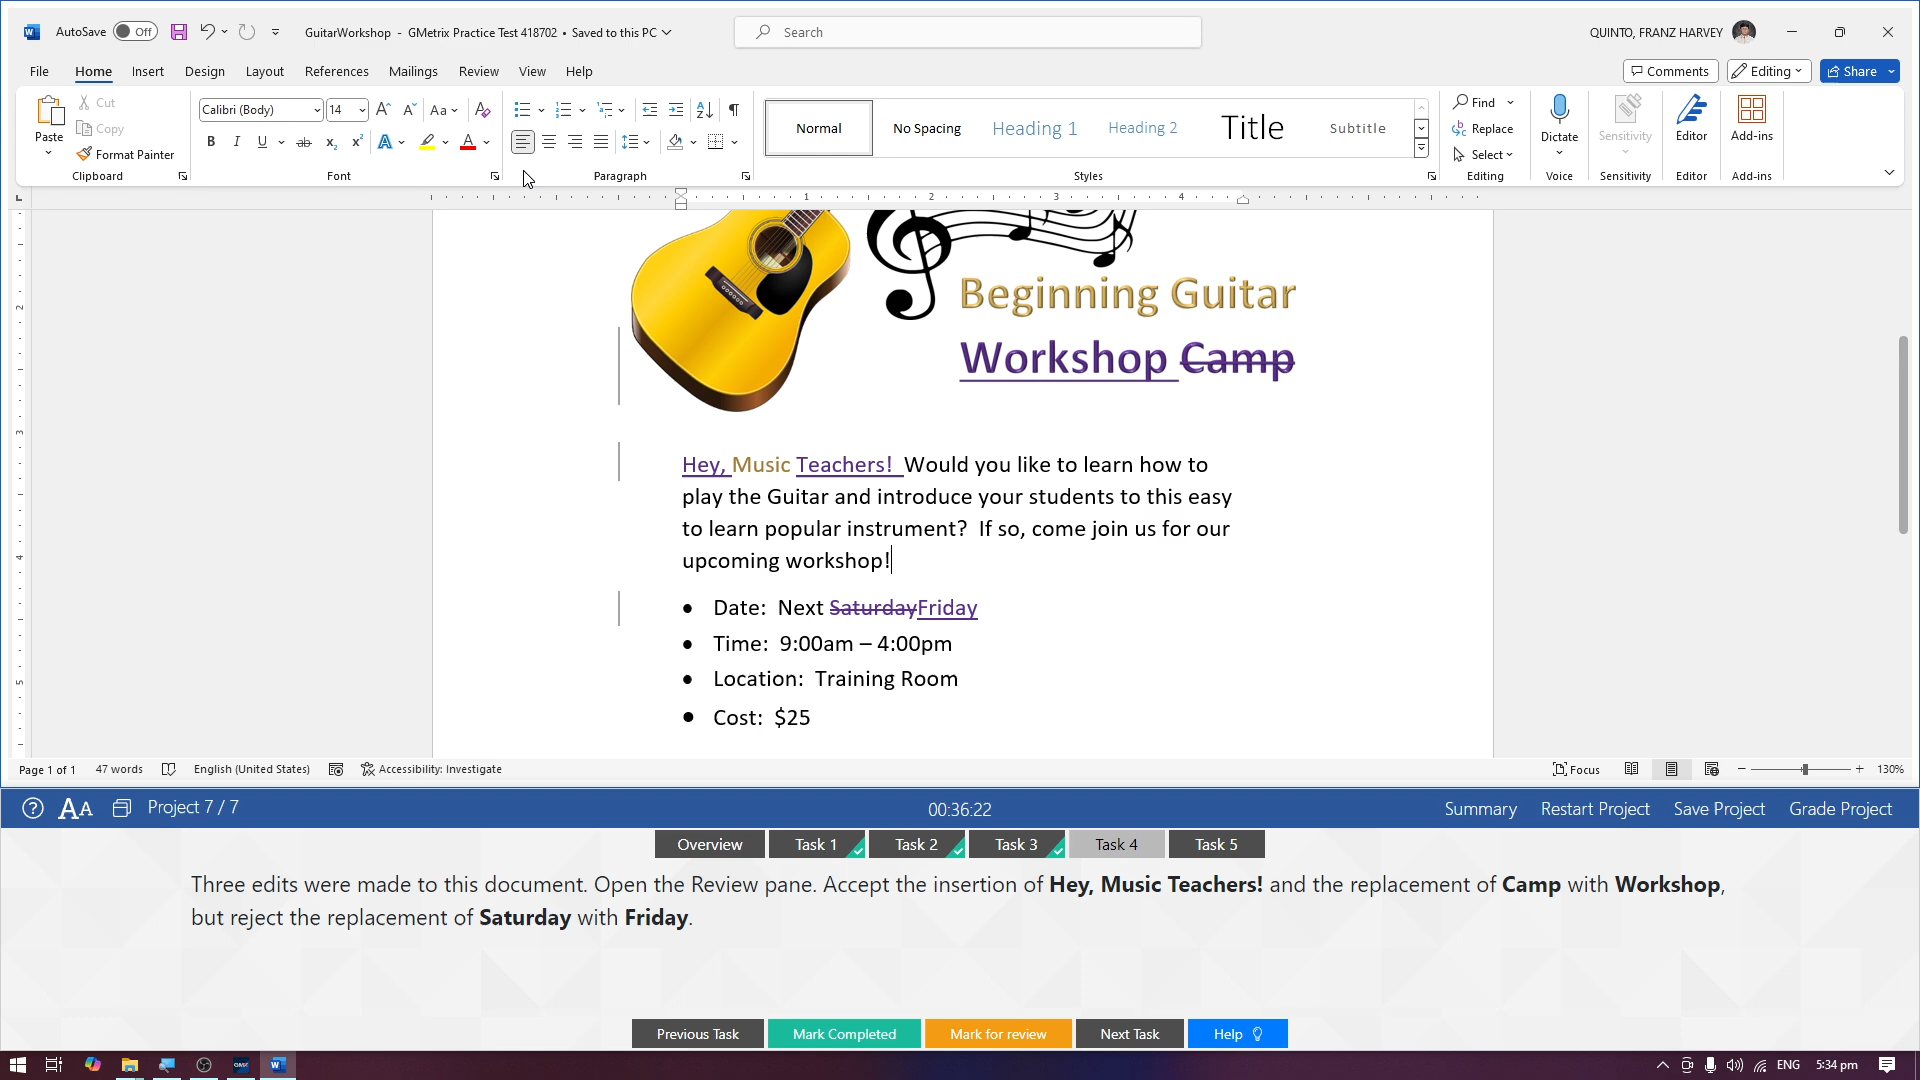 AutoSave Off GuitarWorkshop - GMetrix Practice Test 418702 • Saved to this PC Search QUINTO, FRANZ HARVEY
File Home Insert Design Layout References Mailings Review View Help Comments Editing Share
Paste Cut Copy Format Painter Clipboard
Calibri (Body) 14 Font
Paragraph
Normal No Spacing Heading 1 Heading 2 Title Subtitle Styles
Find Replace Select Editing
Dictate Voice
Sensitivity Sensitivity
Editor Editor
Add-ins Add-ins
1 2 3 4
2
3
4
5
Beginning Guitar
Workshop Camp
Hey, Music Teachers! Would you like to learn how to
play the Guitar and introduce your students to this easy
to learn popular instrument? If so, come join us for our
upcoming workshop!
• Date: Next SaturdayFriday
• Time: 9:00am – 4:00pm
• Location: Training Room
• Cost: $25
Page 1 of 1 47 words English (United States) Accessibility: Investigate Focus 130%
Project 7 / 7 00:36:22 Summary Restart Project Save Project Grade Project
Overview Task 1 Task 2 Task 3 Task 4 Task 5
Three edits were made to this document. Open the Review pane. Accept the insertion of Hey, Music Teachers! and the replacement of Camp with Workshop,
but reject the replacement of Saturday with Friday.
Previous Task Mark Completed Mark for review Next Task Help
ENG 5:34 pm